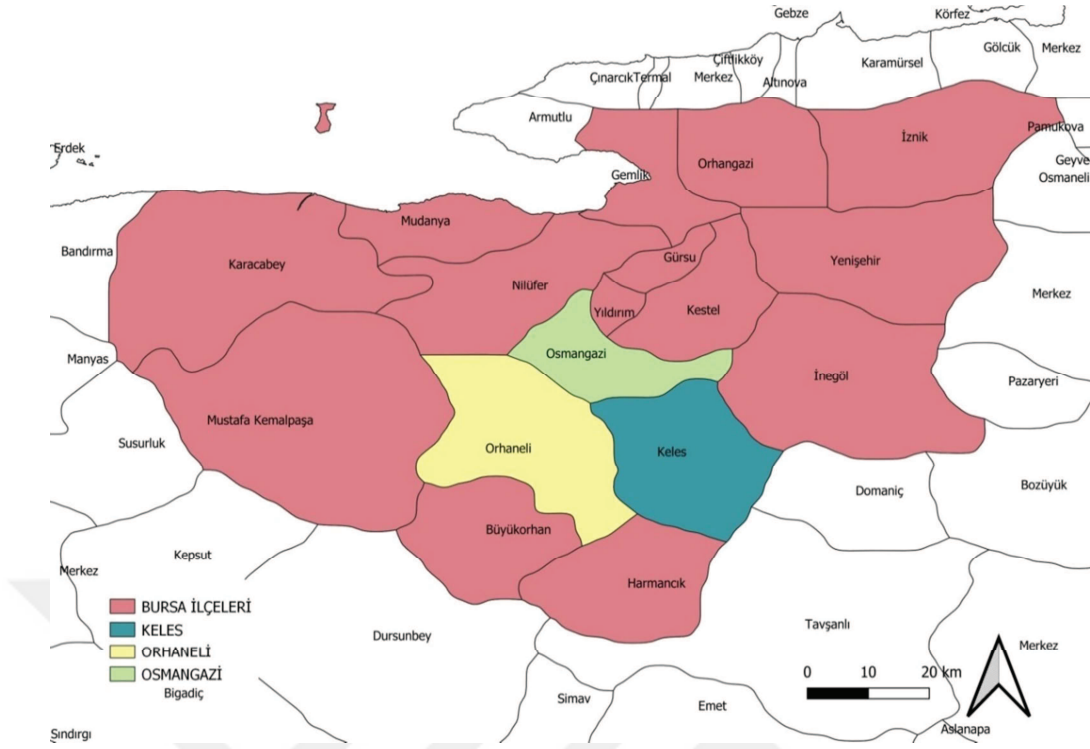 Gebze
Körfez
Çiftlikköy
Gölcük
Merkez
Karamürsel
Çınarcık
Termal
Merkez
Altınova
Armutlu
Pamukova
İznik
Erdek
Orhangazi
Geyve
Gemlik
Osmaneli
Mudanya
Bandırma
Karacabey
Gürsu
Yenişehir
Nilüfer
Merkez
Yıldırım
Kestel
Osmangazi
Manyas
İnegöl
Pazaryeri
Mustafa Kemalpaşa
Susurluk
Orhaneli
Keles
Domaniç
Bozüyük
Büyükorhan
Kepsut
Merkez
Harmancık
BURSA İLÇELERİ
KELES
ORHANELİ
OSMANGAZİ
Dursunbey
Tavşanlı
Merkez
0 10 20 km
Bigadiç
Simav
Emet
Sındırgı
Aslanapa